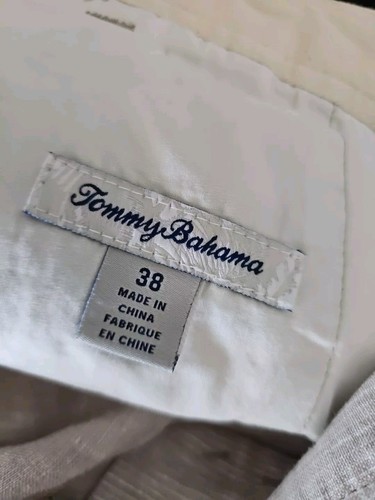 Tommy Bahama
38
MADE IN
CHINA
FABRIQUE
EN CHINE